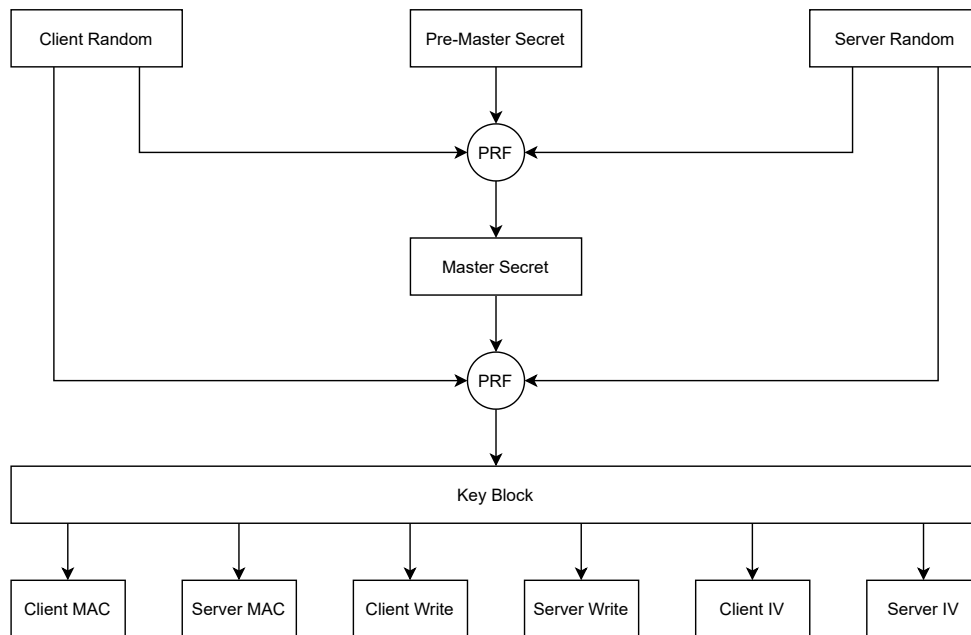 Client Random
Pre-Master Secret
Server Random
PRF
Master Secret
PRF
Key Block
Client MAC
Server MAC
Client Write
Server Write
Client IV
Server IV